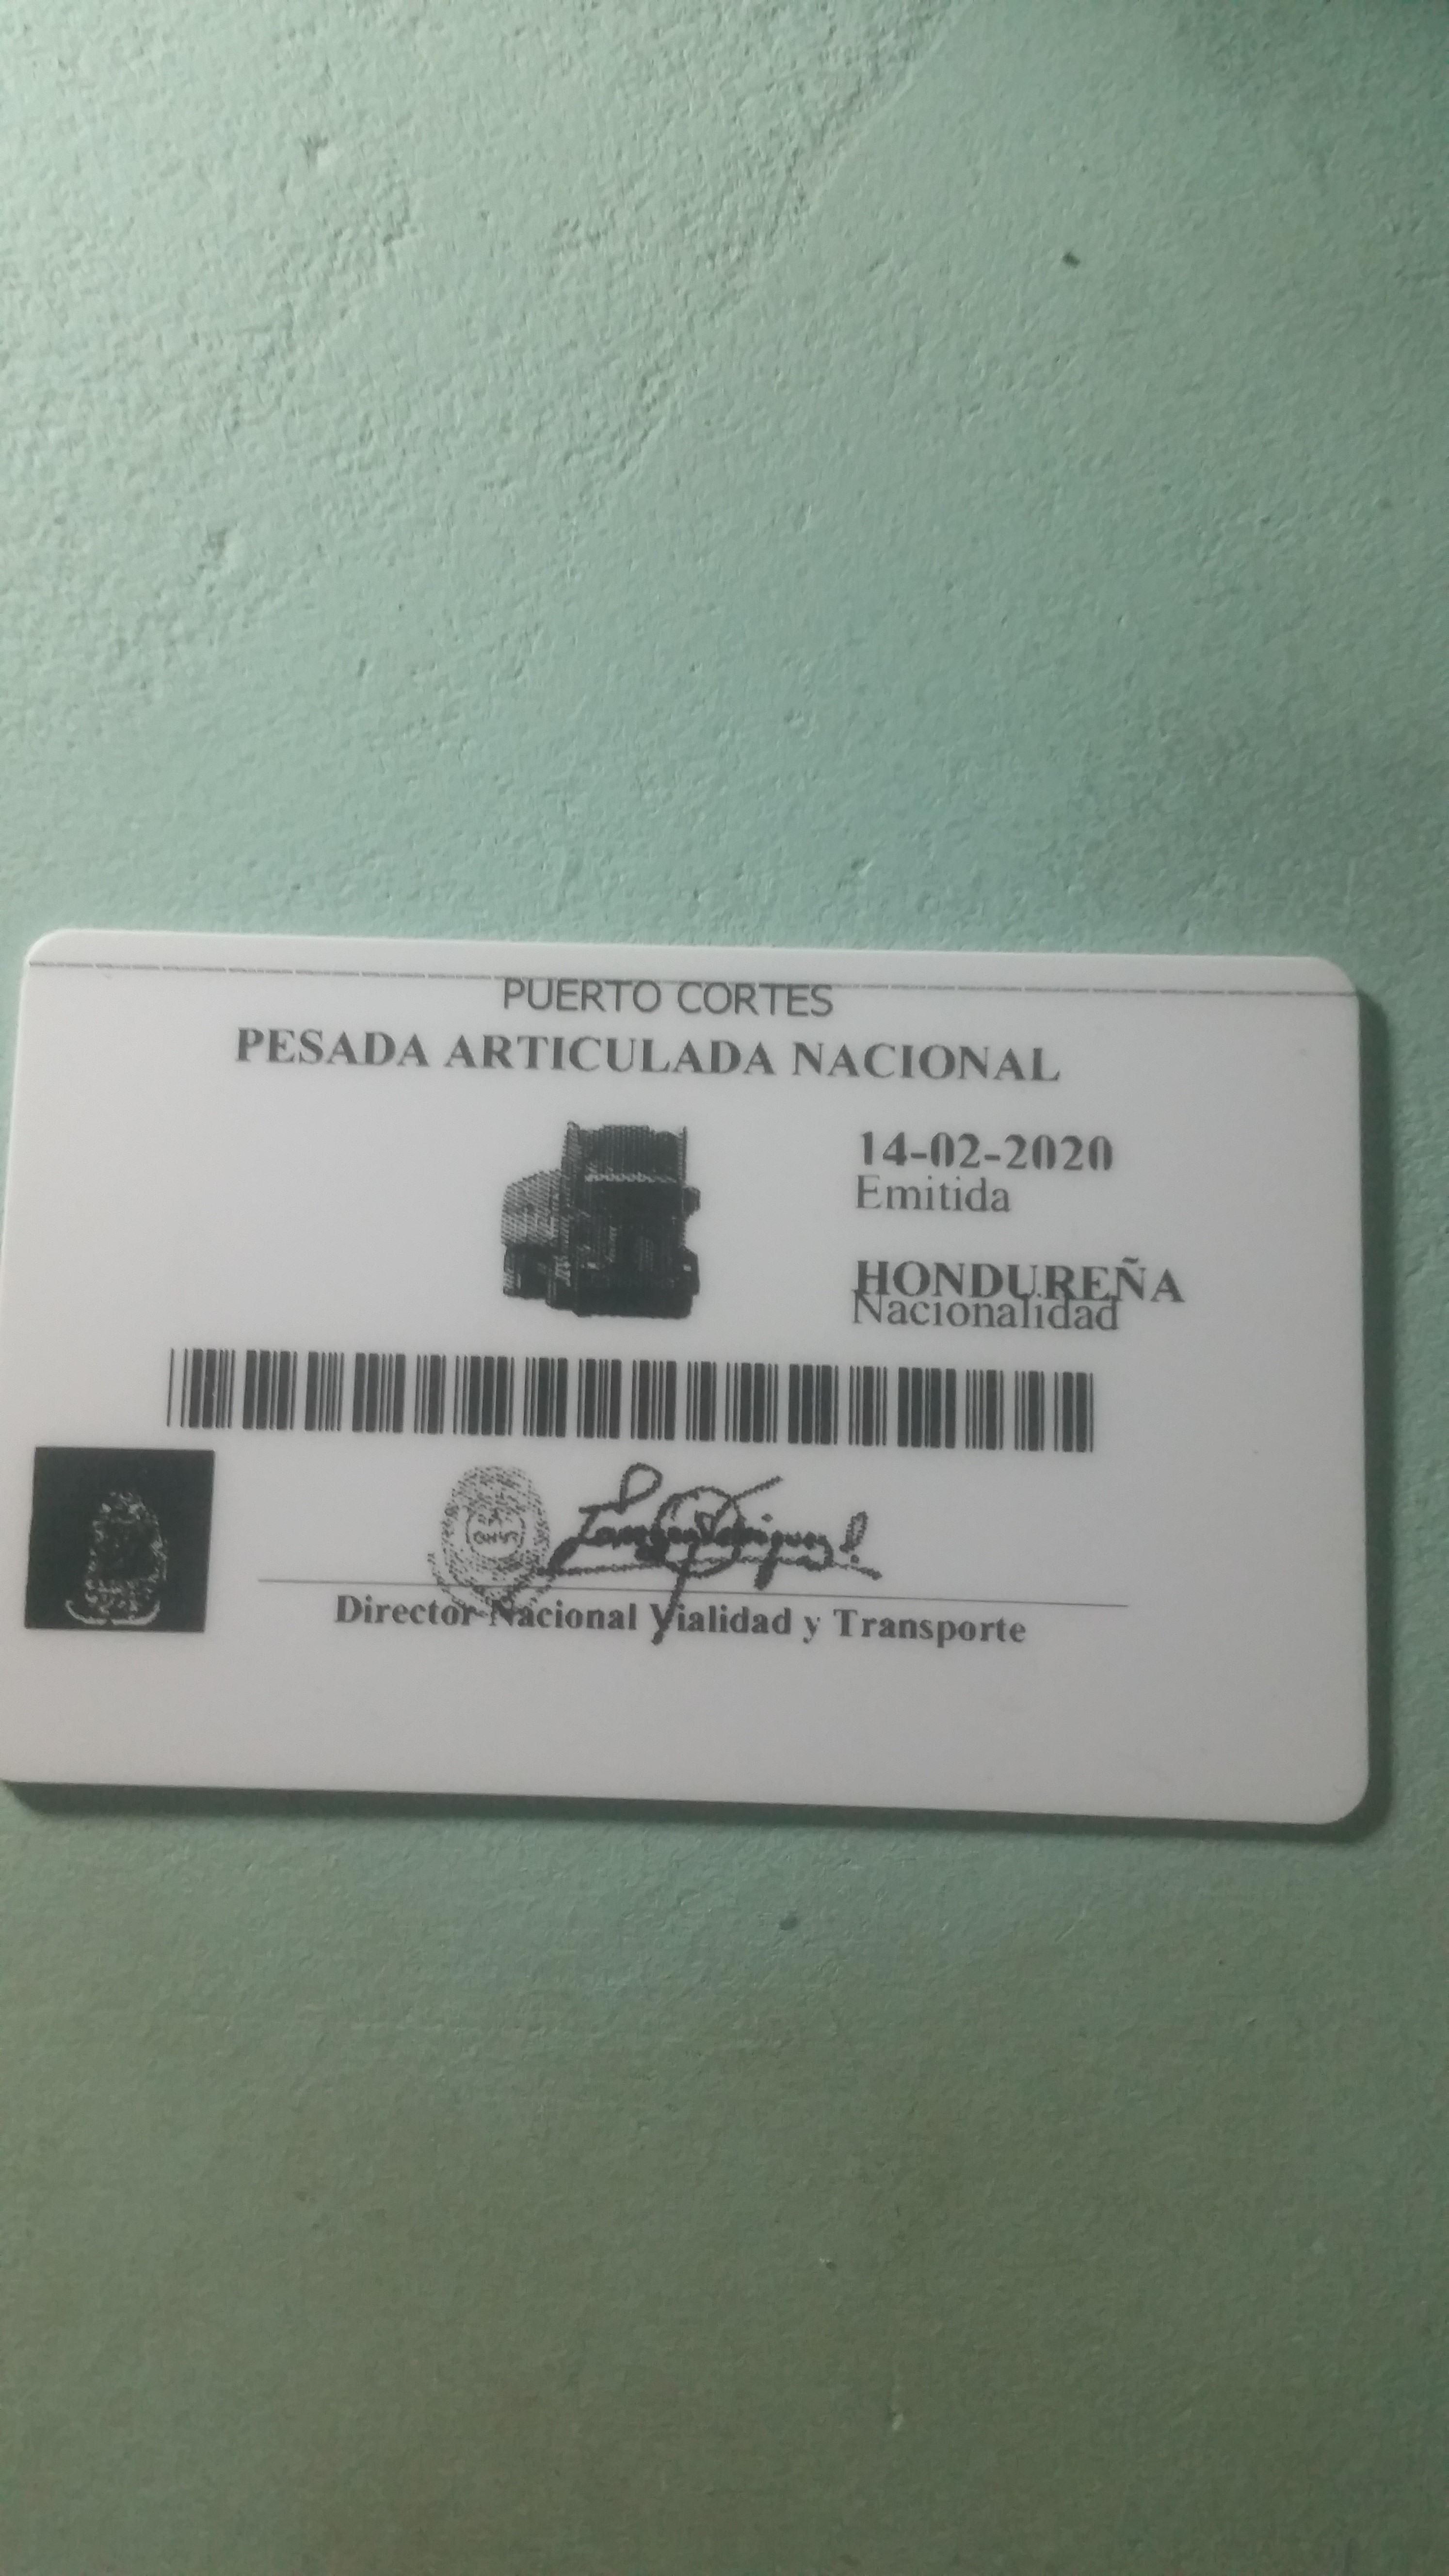 PUERTO CORTES
PESADA ARTICULADA NACIONAL
14-02-2020
Emitida
HONDUREÑA
Nacionalidad
Director Nacional Vialidad y Transporte